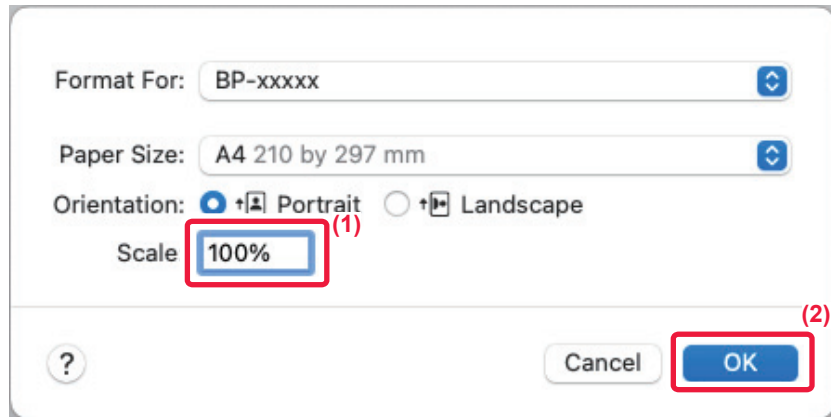 Format For: BP-xxxxx
Paper Size: A4 210 by 297 mm
Orientation: Portrait Landscape
(1)
Scale 100%
(2)
? Cancel OK